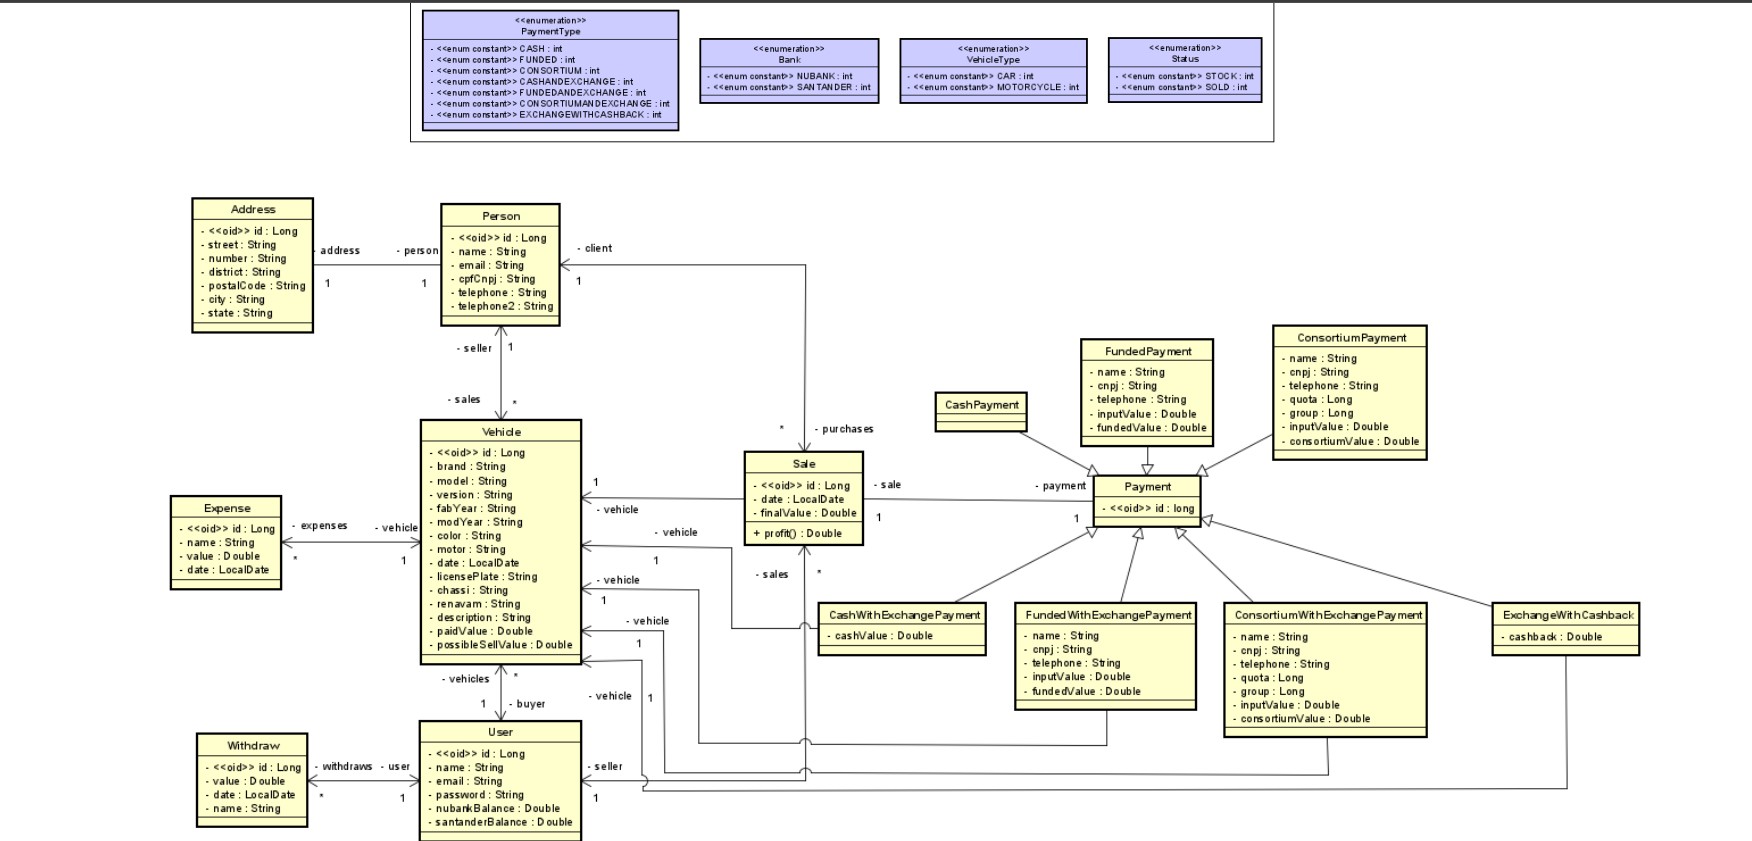 <<enumeration>>
PaymentType
- <<enum constant>> CASH : int
- <<enum constant>> FUNDED : int
- <<enum constant>> CONSORTIUM : int
- <<enum constant>> CASHANDEXCHANGE : int
- <<enum constant>> FUNDEDANDEXCHANGE : int
- <<enum constant>> CONSORTIUMANDEXCHANGE : int
- <<enum constant>> EXCHANGEWITHCASHBACK : int
<<enumeration>>
Bank
- <<enum constant>> NUBANK : int
- <<enum constant>> SANTANDER : int
<<enumeration>>
VehicleType
- <<enum constant>> CAR : int
- <<enum constant>> MOTORCYCLE : int
<<enumeration>>
Status
- <<enum constant>> STOCK : int
- <<enum constant>> SOLD : int
Address
- <<oid>> id : Long
- street : String
- number : String
- district : String
- postalCode : String
- city : String
- state : String
- address
1
- person
1
Person
- <<oid>> id : Long
- name : String
- email : String
- cpfCnpj : String
- telephone : String
- telephone2 : String
- client
1
- seller
1
- sales
*
* - purchases
Vehicle
- <<oid>> id : Long
- brand : String
- model : String
- version : String
- fabYear : String
- modYear : String
- color : String
- motor : String
- date : LocalDate
- licensePlate : String
- chassi : String
- renavam : String
- description : String
- paidValue : Double
- possibleSellValue : Double
Expense
- <<oid>> id : Long
- name : String
- value : Double
- date : LocalDate
- expenses
*
- vehicle
1
1
- vehicle
- vehicle
1
- vehicle
1
- vehicle
1
- vehicle
1
Sale
- <<oid>> id : Long
- date : LocalDate
- finalValue : Double
+ profit() : Double
- sale
1
- payment
1
- sales
*
CashPayment
FundedPayment
- name : String
- cnpj : String
- telephone : String
- inputValue : Double
- fundedValue : Double
ConsortiumPayment
- name : String
- cnpj : String
- telephone : String
- quota : Long
- group : Long
- inputValue : Double
- consortiumValue : Double
Payment
- <<oid>> id : long
CashWithExchangePayment
- cashValue : Double
FundedWithExchangePayment
- name : String
- cnpj : String
- telephone : String
- inputValue : Double
- fundedValue : Double
ConsortiumWithExchangePayment
- name : String
- cnpj : String
- telephone : String
- quota : Long
- group : Long
- inputValue : Double
- consortiumValue : Double
ExchangeWithCashback
- cashback : Double
- vehicles
*
1
- buyer
User
- <<oid>> id : Long
- name : String
- email : String
- password : String
- nubankBalance : Double
- santanderBalance : Double
- seller
1
Withdraw
- <<oid>> id : Long
- value : Double
- date : LocalDate
- name : String
- withdraws
*
- user
1